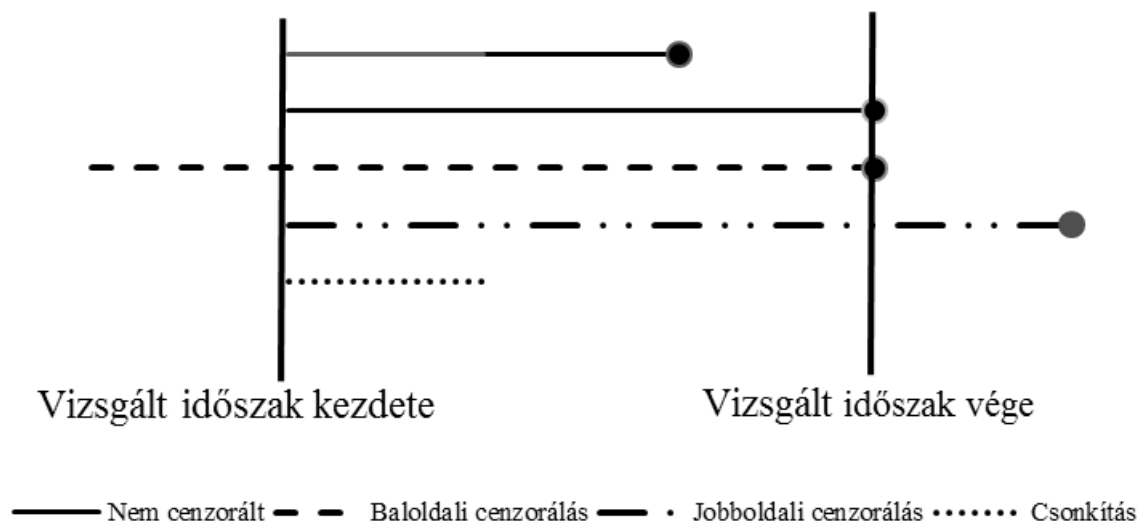 Vizsgált időszak kezdete
Vizsgált időszak vége
Nem cenzorált
Baloldali cenzorálás
Jobboldali cenzorálás
Csonkítás